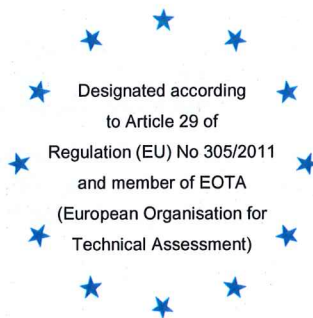 Designated according
to Article 29 of
Regulation (EU) No 305/2011
and member of EOTA
(European Organisation for
Technical Assessment)